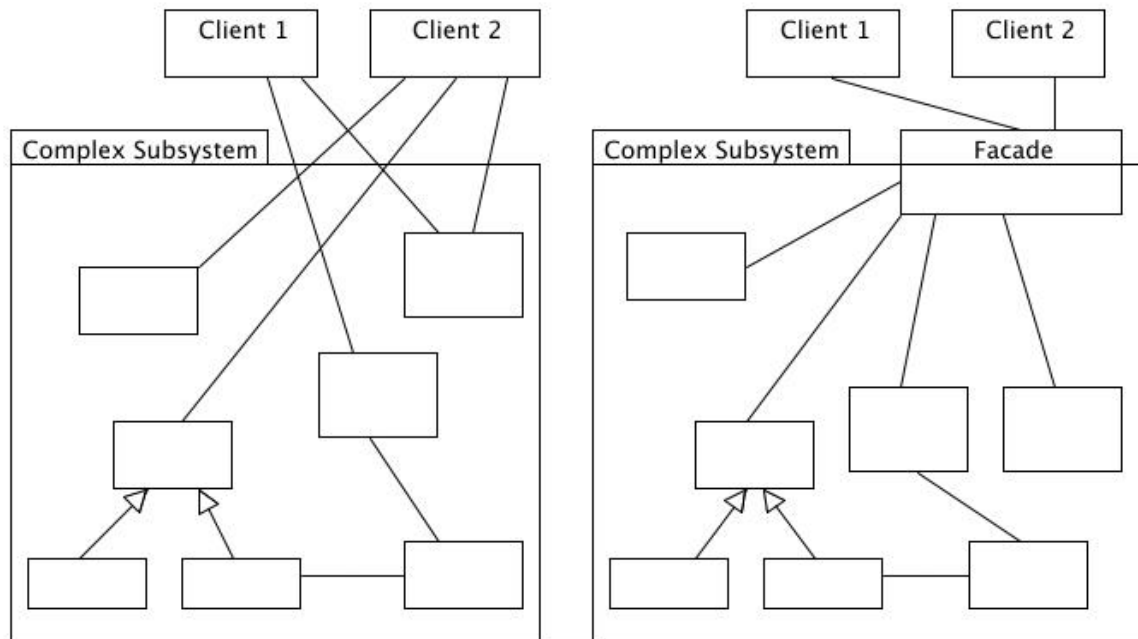 Client 1
Client 2
Complex Subsystem
Client 1
Client 2
Complex Subsystem
Facade